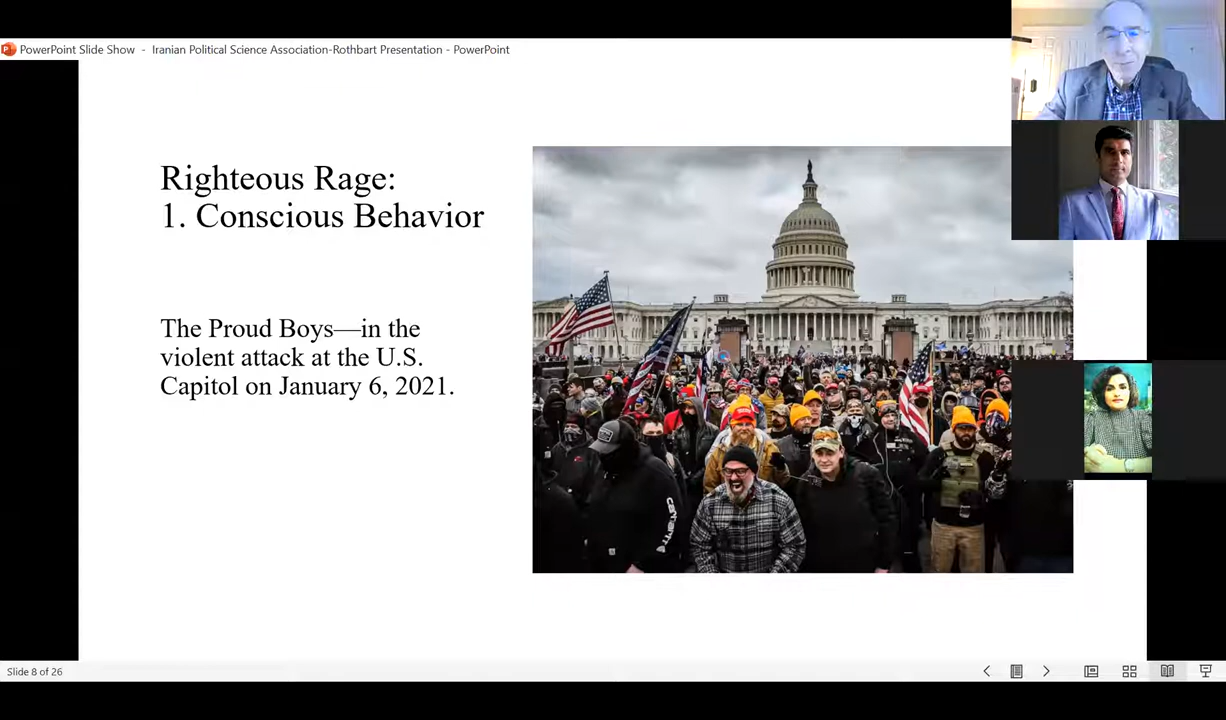 PowerPoint Slide Show - Iranian Political Science Association-Rothbart Presentation - PowerPoint
Righteous Rage:
1. Conscious Behavior
The Proud Boys—in the
violent attack at the U.S.
Capitol on January 6, 2021.
carhartt
Slide 8 of 26